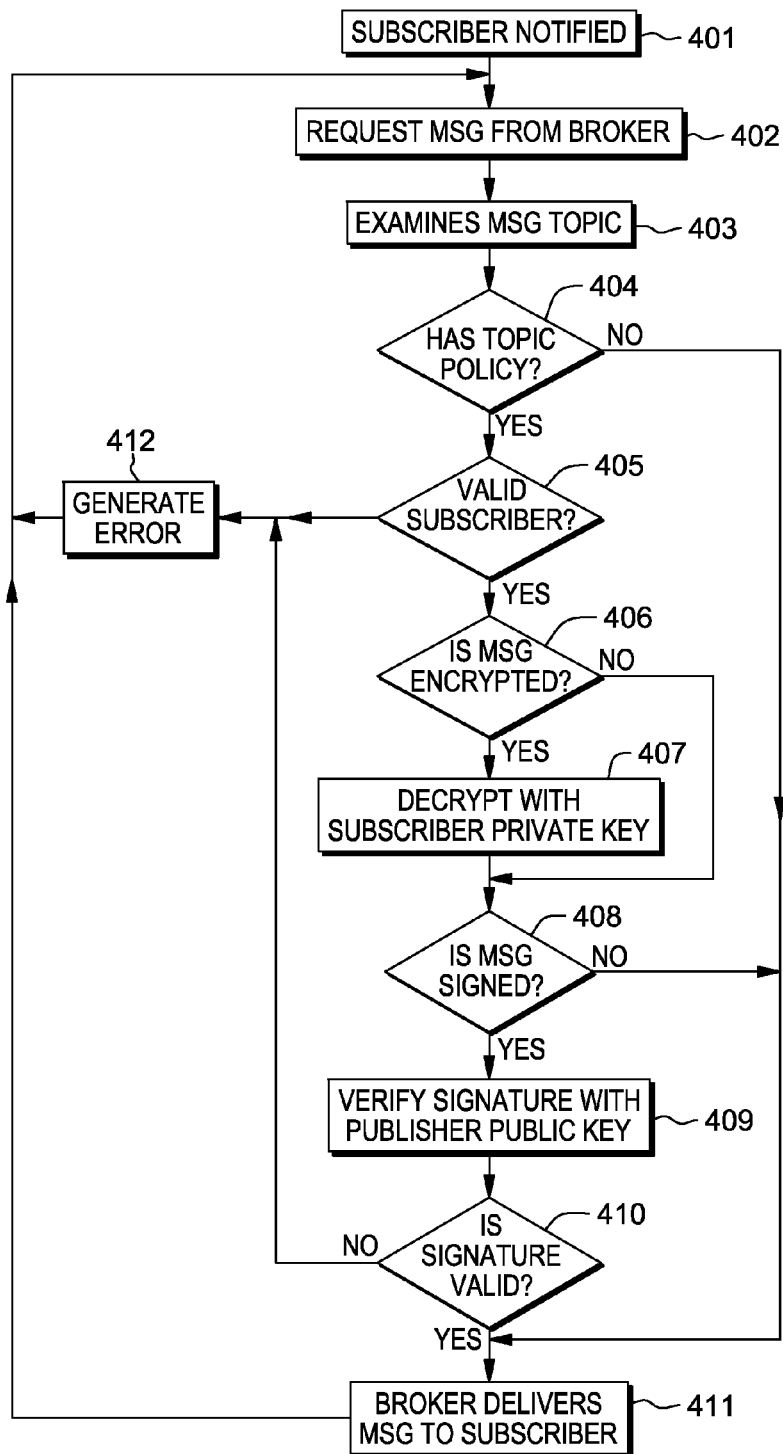 SUBSCRIBER NOTIFIED
401
REQUEST MSG FROM BROKER
402
EXAMINES MSG TOPIC
403
404
HAS TOPIC
POLICY?
NO
YES
412
GENERATE
ERROR
405
VALID
SUBSCRIBER?
YES
406
IS MSG
ENCRYPTED?
NO
YES
407
DECRYPT WITH
SUBSCRIBER PRIVATE KEY
408
IS MSG
SIGNED?
NO
YES
VERIFY SIGNATURE WITH
PUBLISHER PUBLIC KEY
409
410
IS
SIGNATURE
VALID?
NO
YES
BROKER DELIVERS
MSG TO SUBSCRIBER
411